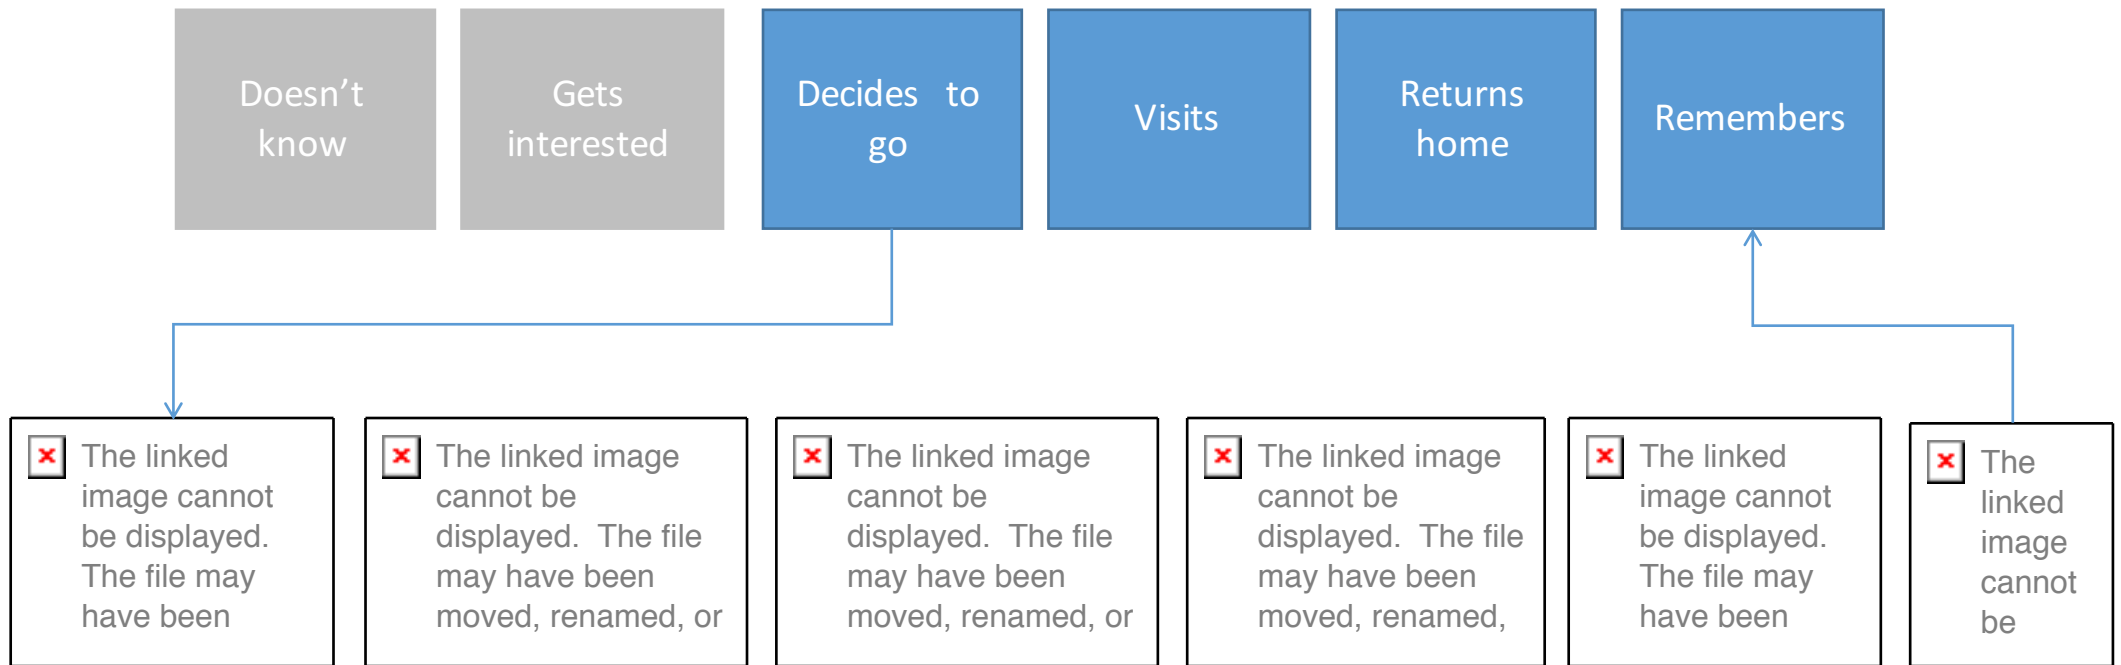 Doesn’t
know
Gets
interested
Decides to
go
Visits
Returns
home
Remembers
The linked
image cannot
be displayed.
The file may
have been
The linked image
cannot be
displayed. The file
may have been
moved, renamed, or
The linked image
cannot be
displayed. The file
may have been
moved, renamed, or
The linked image
cannot be
displayed. The file
may have been
moved, renamed,
The linked
image cannot
be displayed.
The file may
have been
The
linked
image
cannot
be